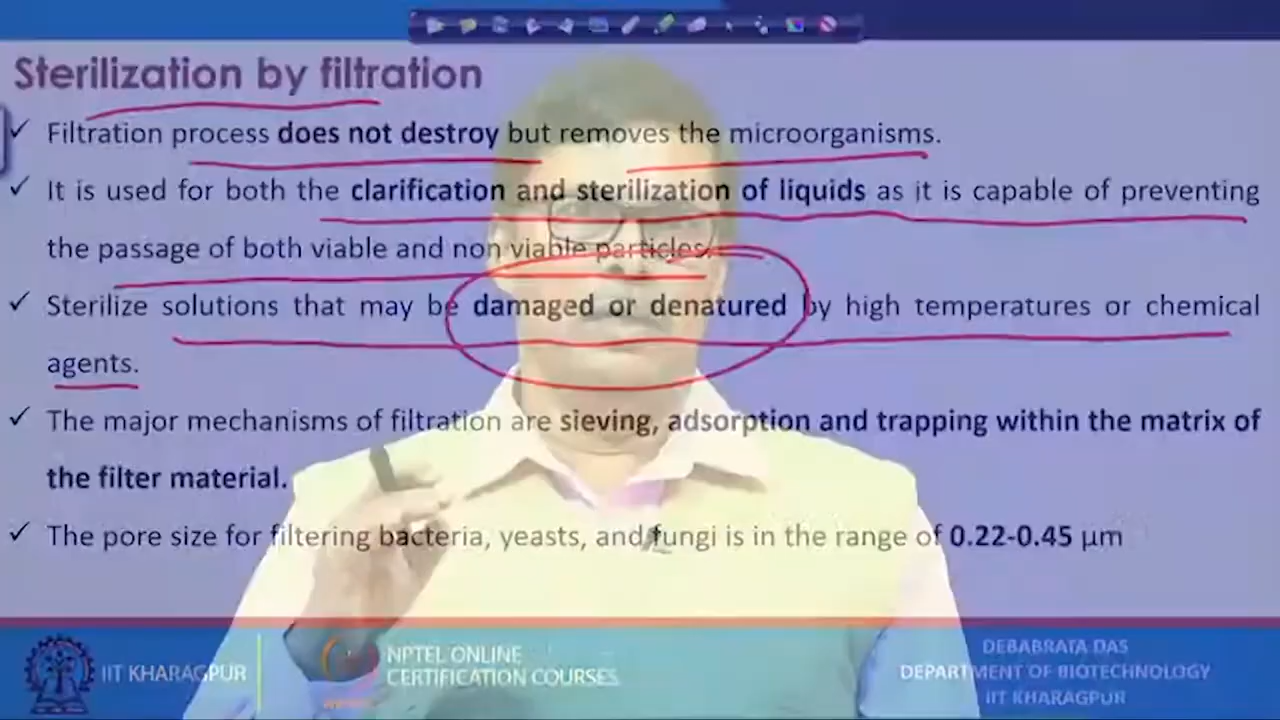 Sterilization by filtration
✓ Filtration process does not destroy but removes the microorganisms.
✓ It is used for both the clarification and sterilization of liquids as it is capable of preventing
the passage of both viable and non viable particles.
✓ Sterilize solutions that may be damaged or denatured by high temperatures or chemical
agents.
✓ The major mechanisms of filtration are sieving, adsorption and trapping within the matrix of
the filter material.
✓ The pore size for filtering bacteria, yeasts, and fungi is in the range of 0.22-0.45 µm
IIT KHARAGPUR
NPTEL ONLINE
CERTIFICATION COURSES
DEBABRATA DAS
DEPARTMENT OF BIOTECHNOLOGY
IIT KHARAGPUR